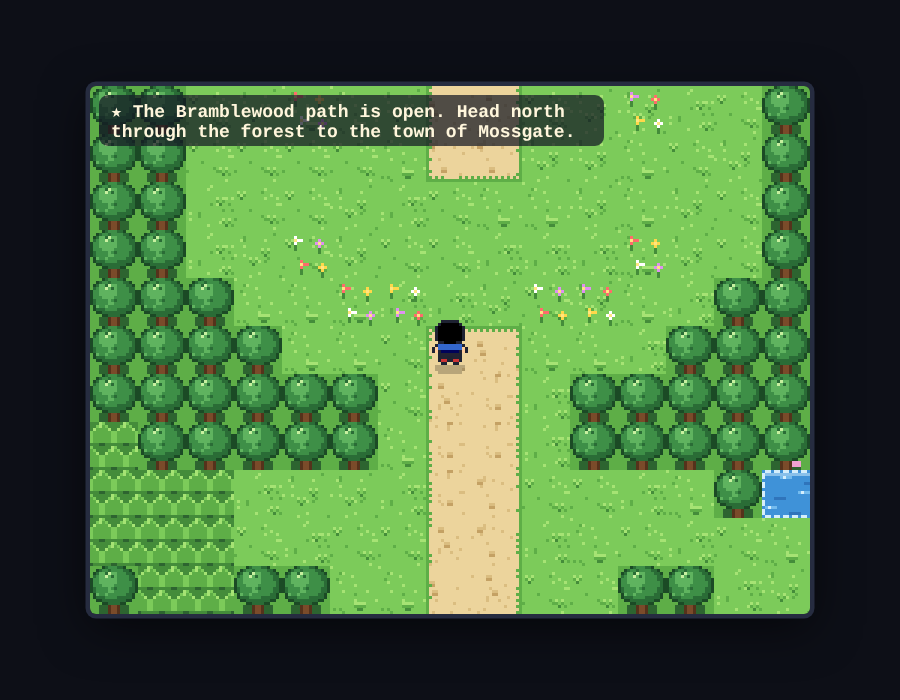 ★ The Bramblewood path is open. Head north
through the forest to the town of Mossgate.